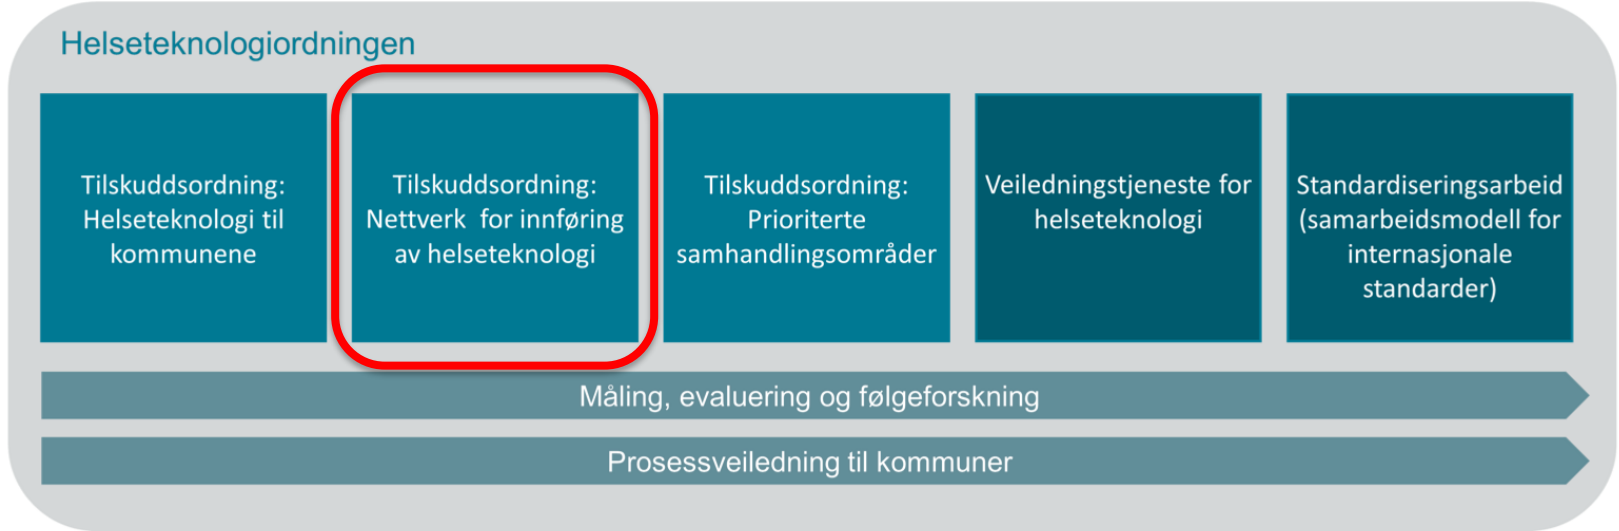 Helseteknologiordningen
Tilskuddsordning:
Helseteknologi til
kommunene
Tilskuddsordning:
Nettverk  for innføring
av helseteknologi
Tilskuddsordning:
Prioriterte
samhandlingsområder
Veiledningstjeneste for
helseteknologi
Standardiseringsarbeid
(samarbeidsmodell for
internasjonale
standarder)
Måling, evaluering og følgeforskning
Prosessveiledning til kommuner